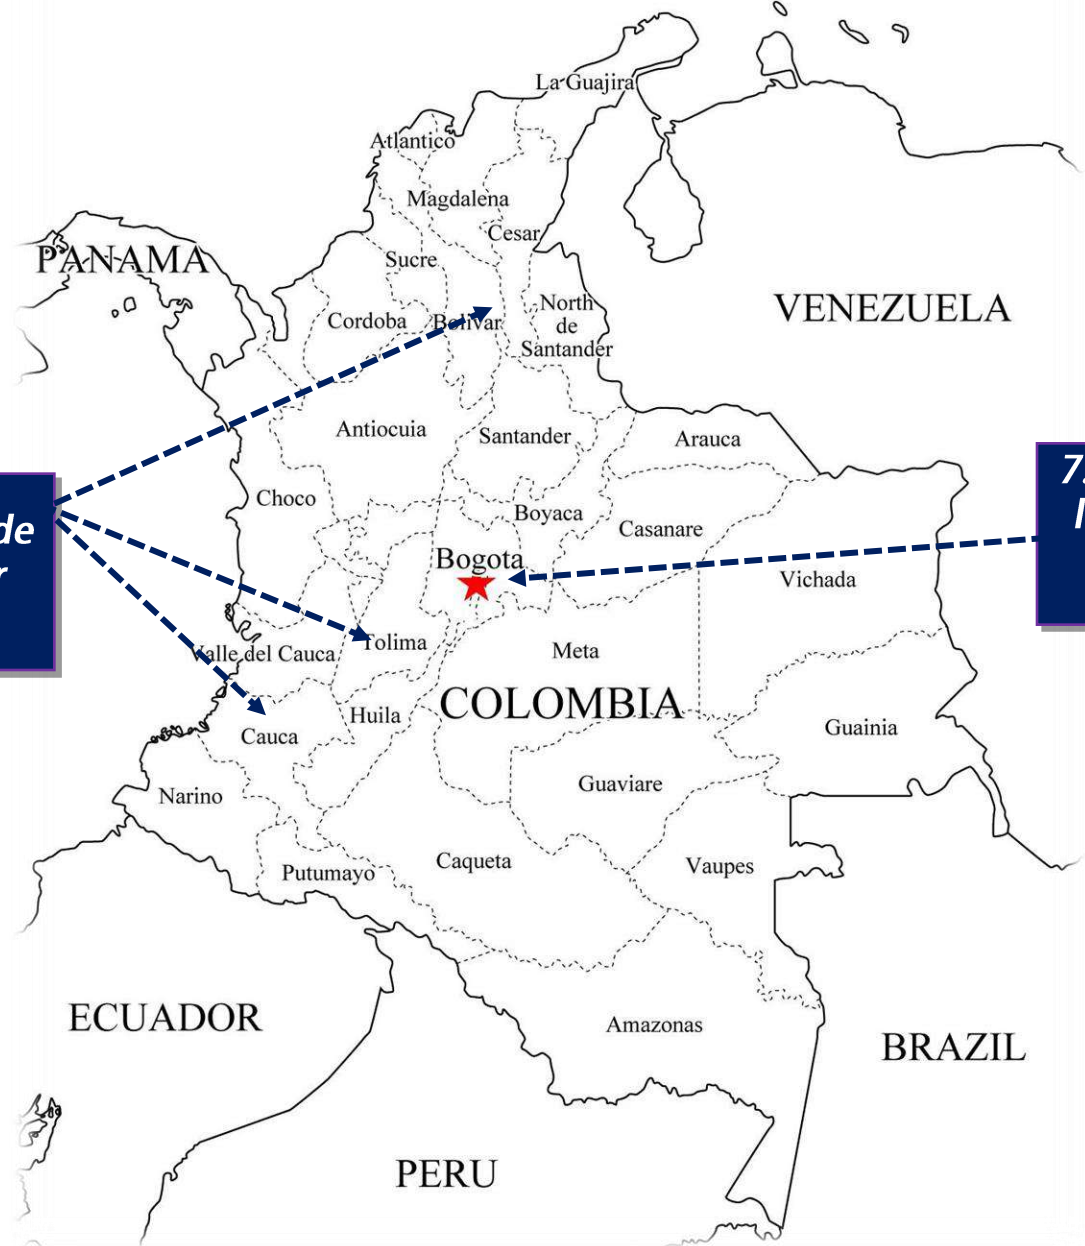 La Guajira
Atlantico
Magdalena
Cesar
PANAMA
Sucre
VENEZUELA
North
de
Santander
Cordoba
Bolivar
Antiocuia
Santander
Arauca
7.
l
Choco
de
r
Boyaca
Casanare
Bogota
Vichada
Tolima
Valle del Cauca
Meta
COLOMBIA
Huila
Cauca
Guainia
Guaviare
Narino
Caqueta
Vaupes
Putumayo
ECUADOR
Amazonas
BRAZIL
PERU